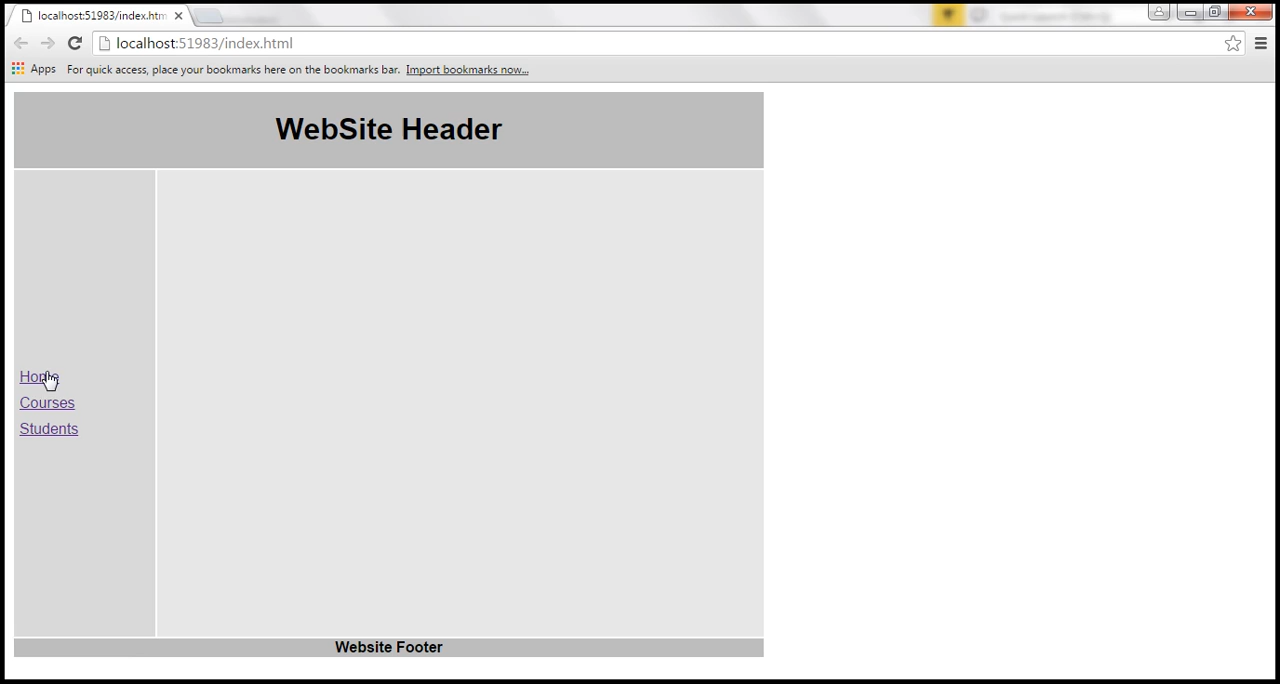 localhost:51983/index.htm
localhost:51983/index.html
Apps For quick access, place your bookmarks here on the bookmarks bar. Import bookmarks now...
WebSite Header
Home
Courses
Students
Website Footer